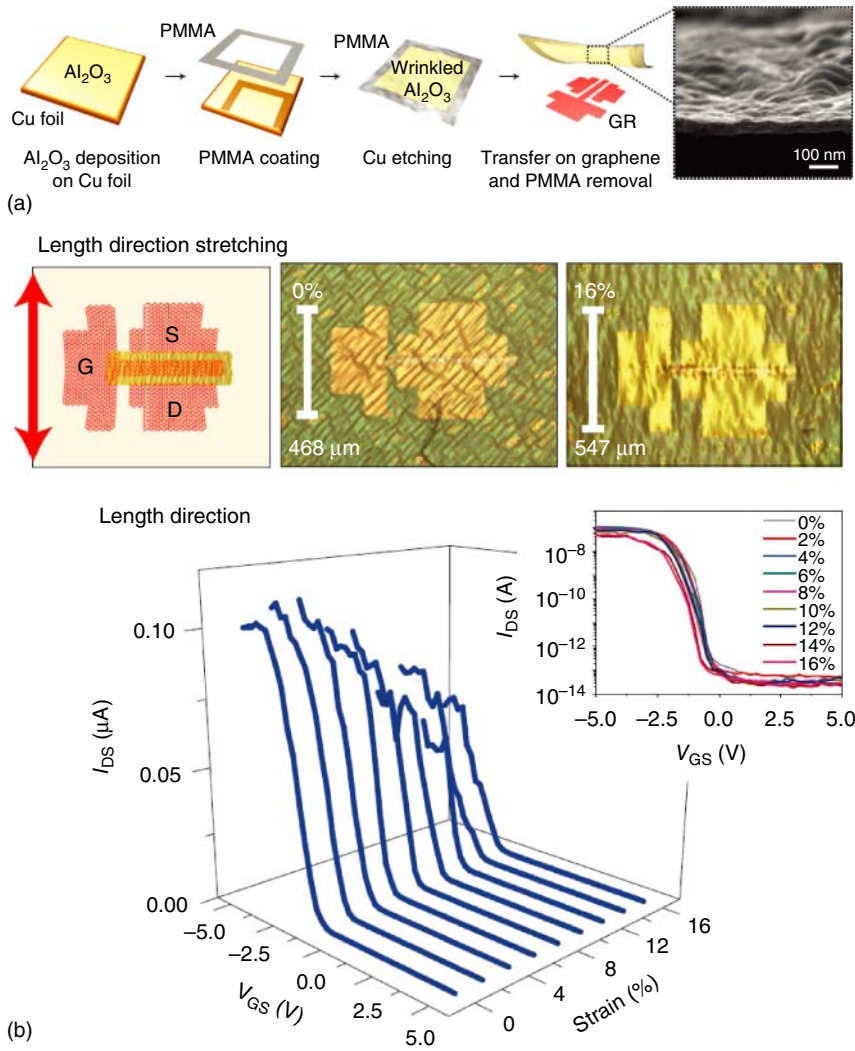 PMMA
PMMA
Al₂O₃
Wrinkled
Al₂O₃
Cu foil
GR
100 nm
Al₂O₃ deposition
on Cu foil
PMMA coating
Cu etching
Transfer on graphene
and PMMA removal
(a)
Length direction stretching
G
S
D
0%
468 μm
16%
547 μm
Length direction
I_DS (μA)
0.10
0.05
0.00
–5.0
–2.5
0.0
2.5
5.0
V_GS (V)
0
4
8
12
16
Strain (%)
I_DS (A)
10⁻⁸
10⁻¹⁰
10⁻¹²
10⁻¹⁴
–5.0
–2.5
0.0
2.5
5.0
V_GS (V)
0%
2%
4%
6%
8%
10%
12%
14%
16%
(b)